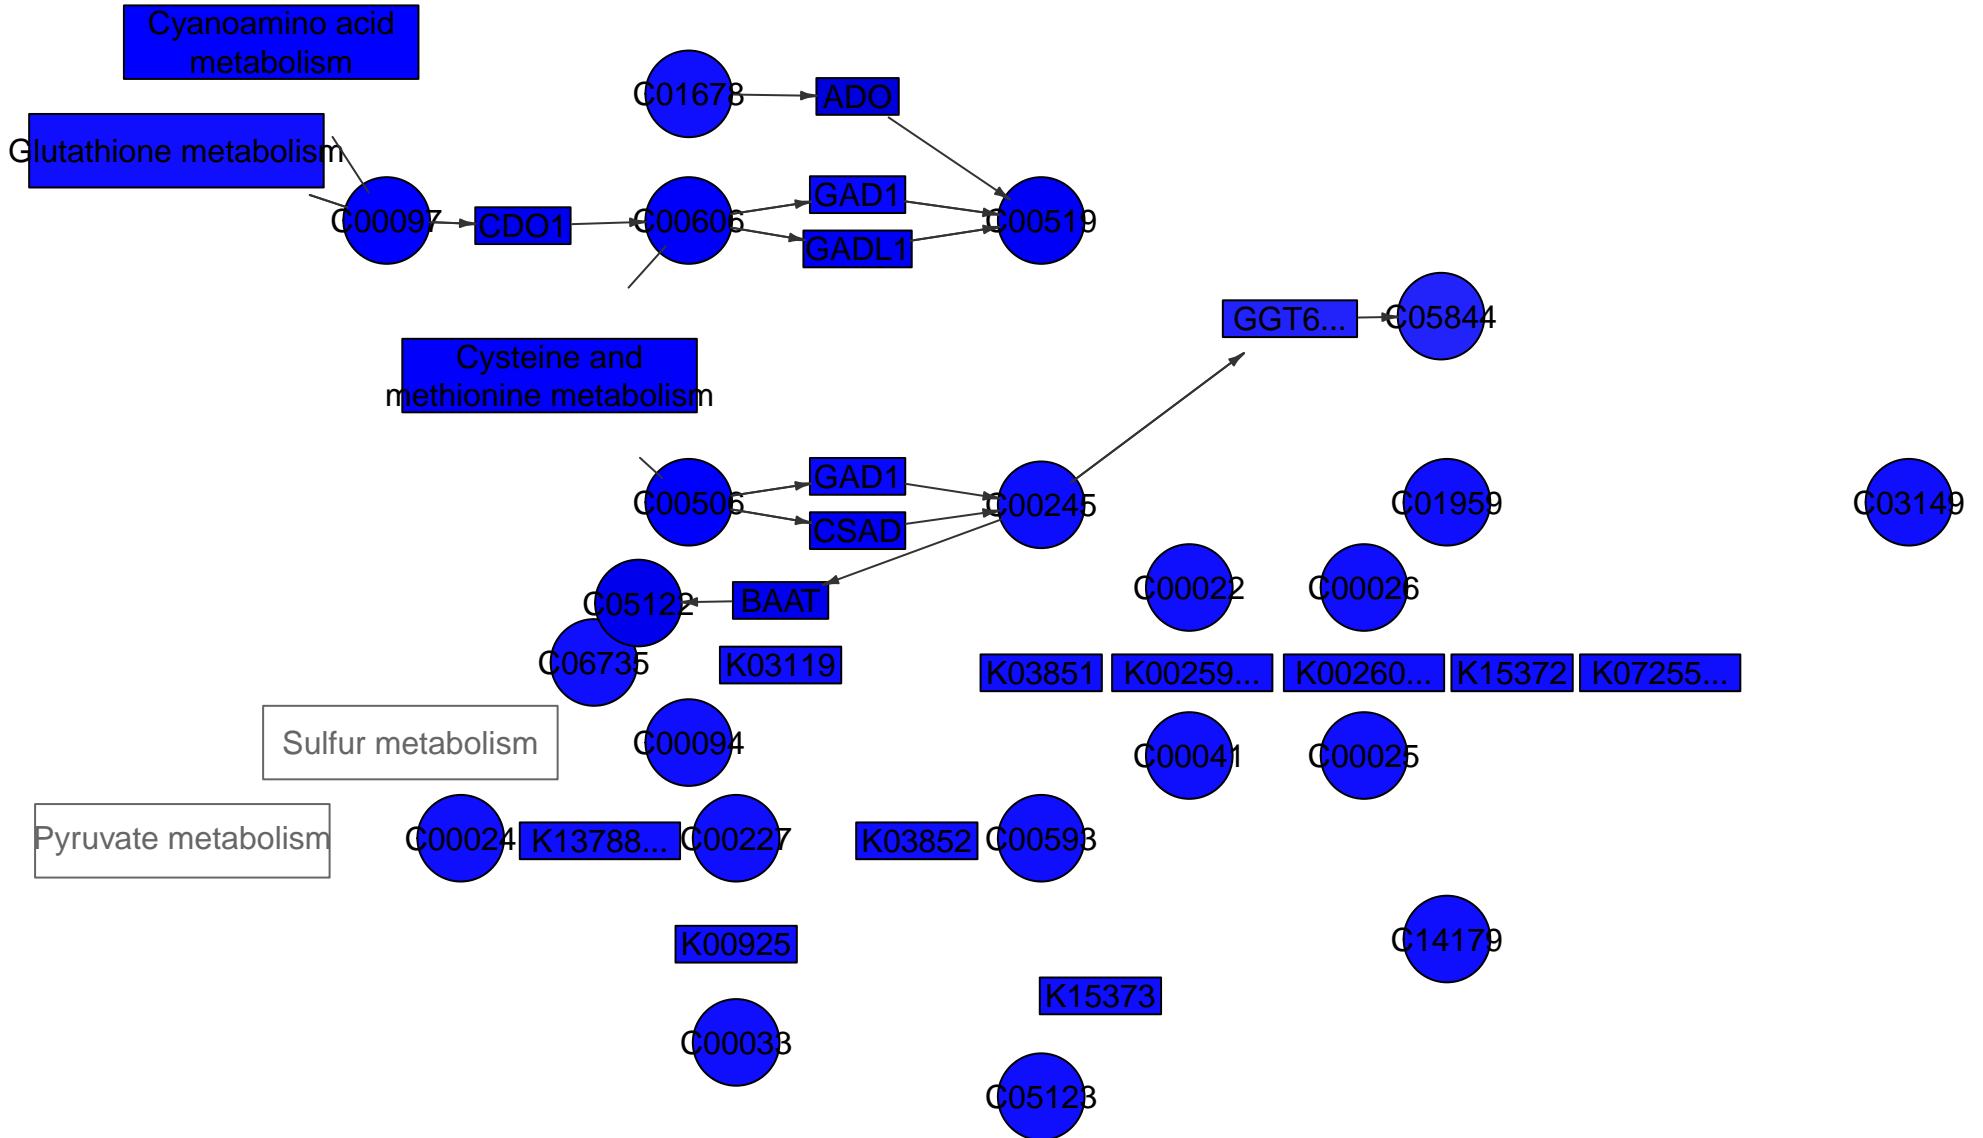 Cyanoamino acid
metabolism
C01678
ADO
Glutathione metabolism
GAD1
C00097
CDO1
C00606
C00519
GADL1
GGT6...
C05844
Cysteine and
methionine metabolism
GAD1
C00506
C00245
C01959
C03149
CSAD
C00022
C00026
C05122
BAAT
C06735
K03119
K03851
K00259...
K00260...
K15372
K07255...
Sulfur metabolism
C00094
C00041
C00025
Pyruvate metabolism
C00024
K13788...
C00227
K03852
C00593
K00925
C14179
K15373
C00033
C05123